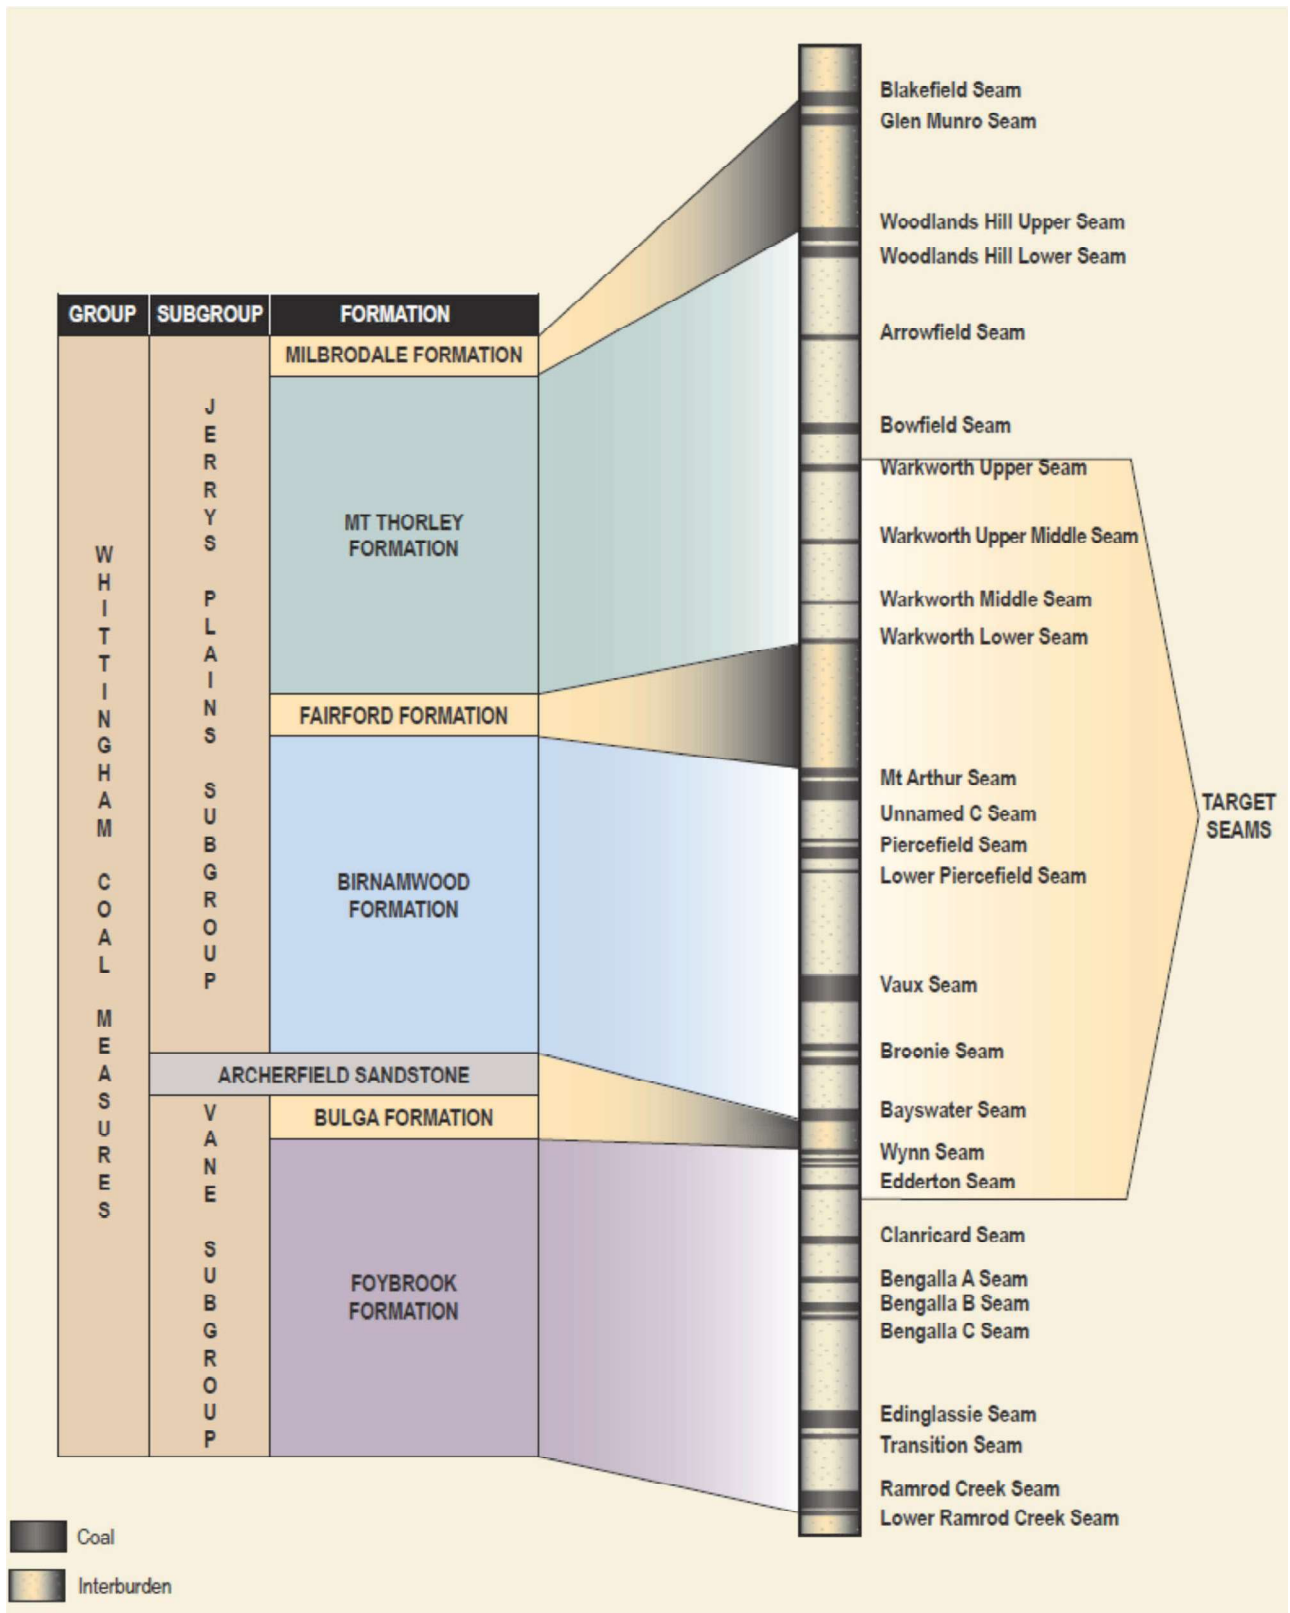 GROUP
SUBGROUP
FORMATION
WHITTINGHAM COAL MEASURES
JERRYS PLAINS SUBGROUP
MILBRODALE FORMATION
MT THORLEY
FORMATION
FAIRFORD FORMATION
BIRNAMWOOD
FORMATION
ARCHERFIELD SANDSTONE
VANE SUBGROUP
BULGA FORMATION
FOYBROOK
FORMATION
Blakefield Seam
Glen Munro Seam
Woodlands Hill Upper Seam
Woodlands Hill Lower Seam
Arrowfield Seam
Bowfield Seam
Warkworth Upper Seam
Warkworth Upper Middle Seam
Warkworth Middle Seam
Warkworth Lower Seam
Mt Arthur Seam
Unnamed C Seam
Piercefield Seam
Lower Piercefield Seam
Vaux Seam
Broonie Seam
Bayswater Seam
Wynn Seam
Edderton Seam
Clanricard Seam
Bengalla A Seam
Bengalla B Seam
Bengalla C Seam
Edinglassie Seam
Transition Seam
Ramrod Creek Seam
Lower Ramrod Creek Seam
TARGET
SEAMS
Coal
Interburden